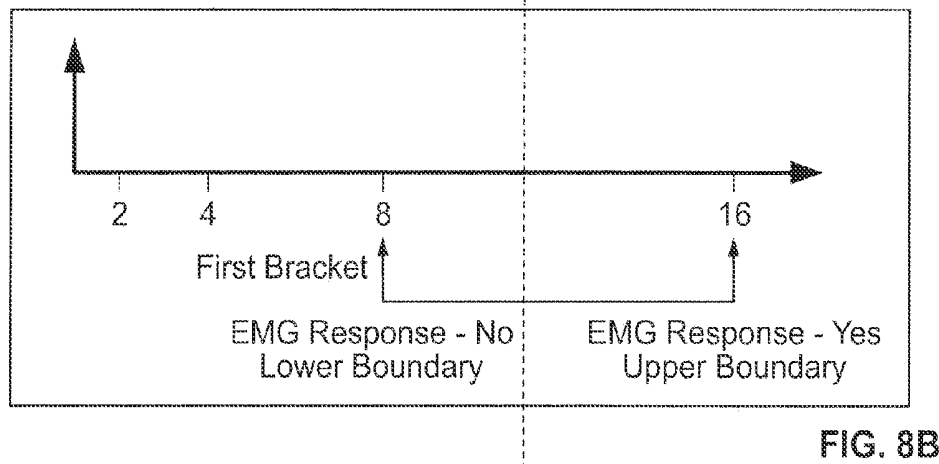 2 4 8 16
First Bracket
EMG Response - No EMG Response - Yes
Lower Boundary Upper Boundary
FIG. 8B